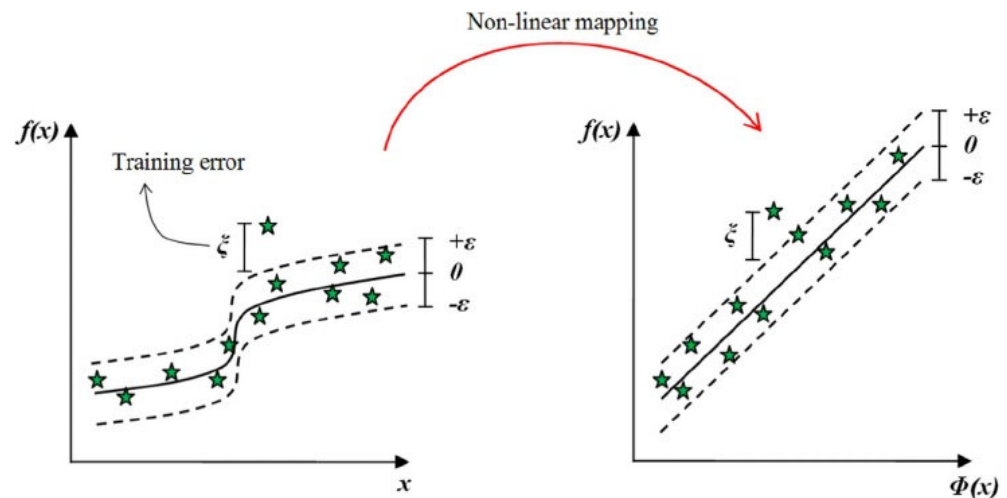 Non-linear mapping
f(x)
Training error
ξ
+ε
0
-ε
x
f(x)
ξ
+ε
0
-ε
Φ(x)